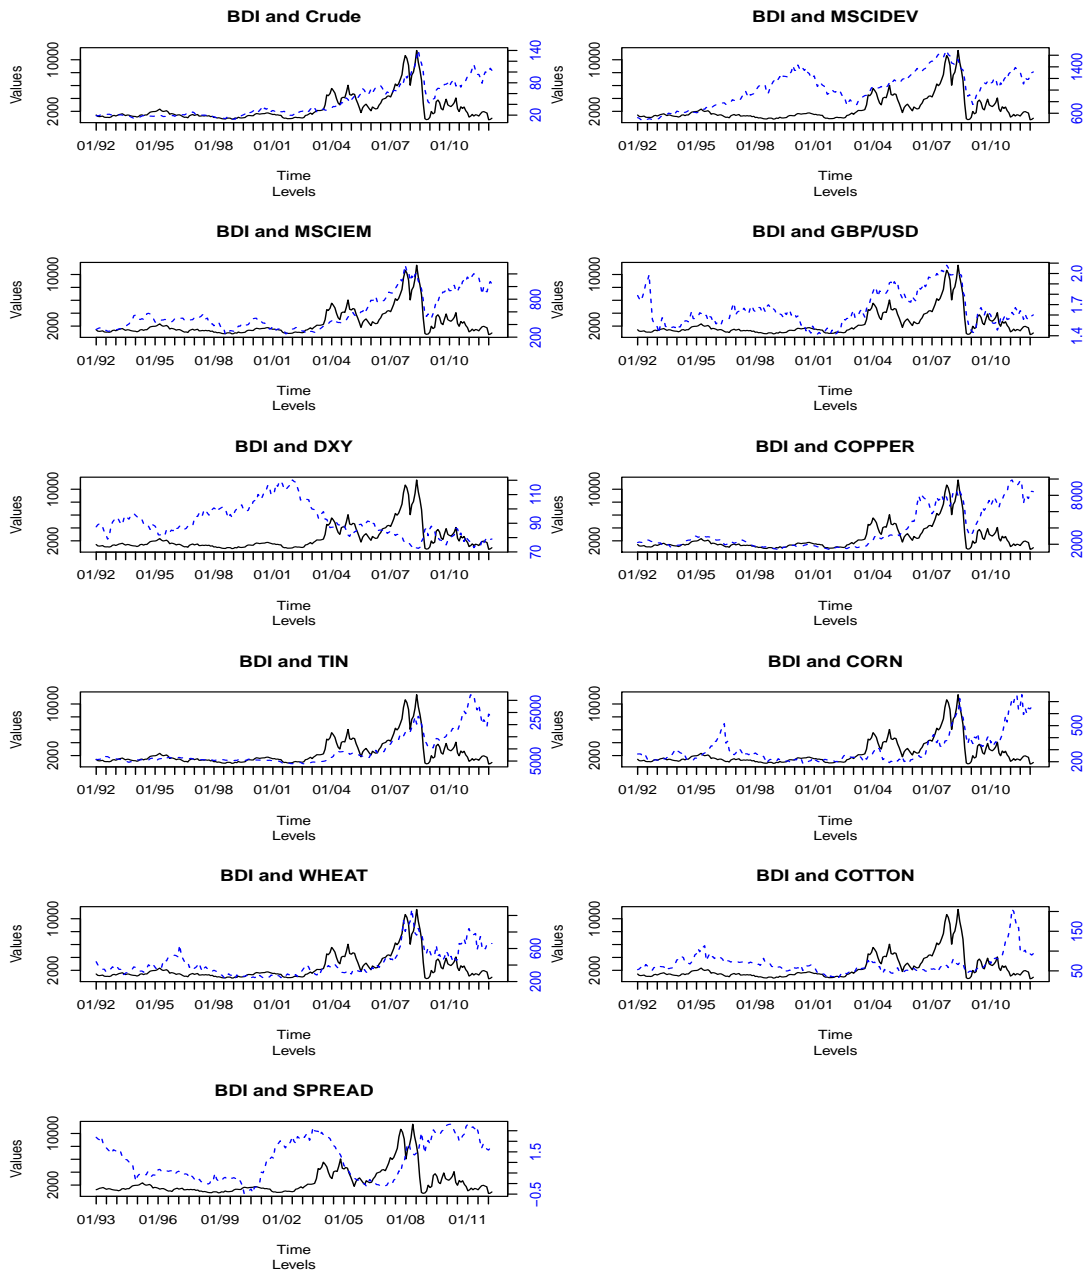 BDI and Crude
Values
2000 10000
20 80 140
01/92 01/95 01/98 01/01 01/04 01/07 01/10
Time
Levels
BDI and MSCIDEV
Values
2000 10000
600 1400
01/92 01/95 01/98 01/01 01/04 01/07 01/10
Time
Levels
BDI and MSCIEM
Values
2000 10000
200 800
01/92 01/95 01/98 01/01 01/04 01/07 01/10
Time
Levels
BDI and GBP/USD
Values
2000 10000
1.4 1.7 2.0
01/92 01/95 01/98 01/01 01/04 01/07 01/10
Time
Levels
BDI and DXY
Values
2000 10000
70 90 110
01/92 01/95 01/98 01/01 01/04 01/07 01/10
Time
Levels
BDI and COPPER
Values
2000 10000
2000 8000
01/92 01/95 01/98 01/01 01/04 01/07 01/10
Time
Levels
BDI and TIN
Values
2000 10000
5000 25000
01/92 01/95 01/98 01/01 01/04 01/07 01/10
Time
Levels
BDI and CORN
Values
2000 10000
200 500
01/92 01/95 01/98 01/01 01/04 01/07 01/10
Time
Levels
BDI and WHEAT
Values
2000 10000
200 600
01/92 01/95 01/98 01/01 01/04 01/07 01/10
Time
Levels
BDI and COTTON
Values
2000 10000
50 150
01/92 01/95 01/98 01/01 01/04 01/07 01/10
Time
Levels
BDI and SPREAD
Values
2000 10000
−0.5 1.5
01/93 01/96 01/99 01/02 01/05 01/08 01/11
Time
Levels